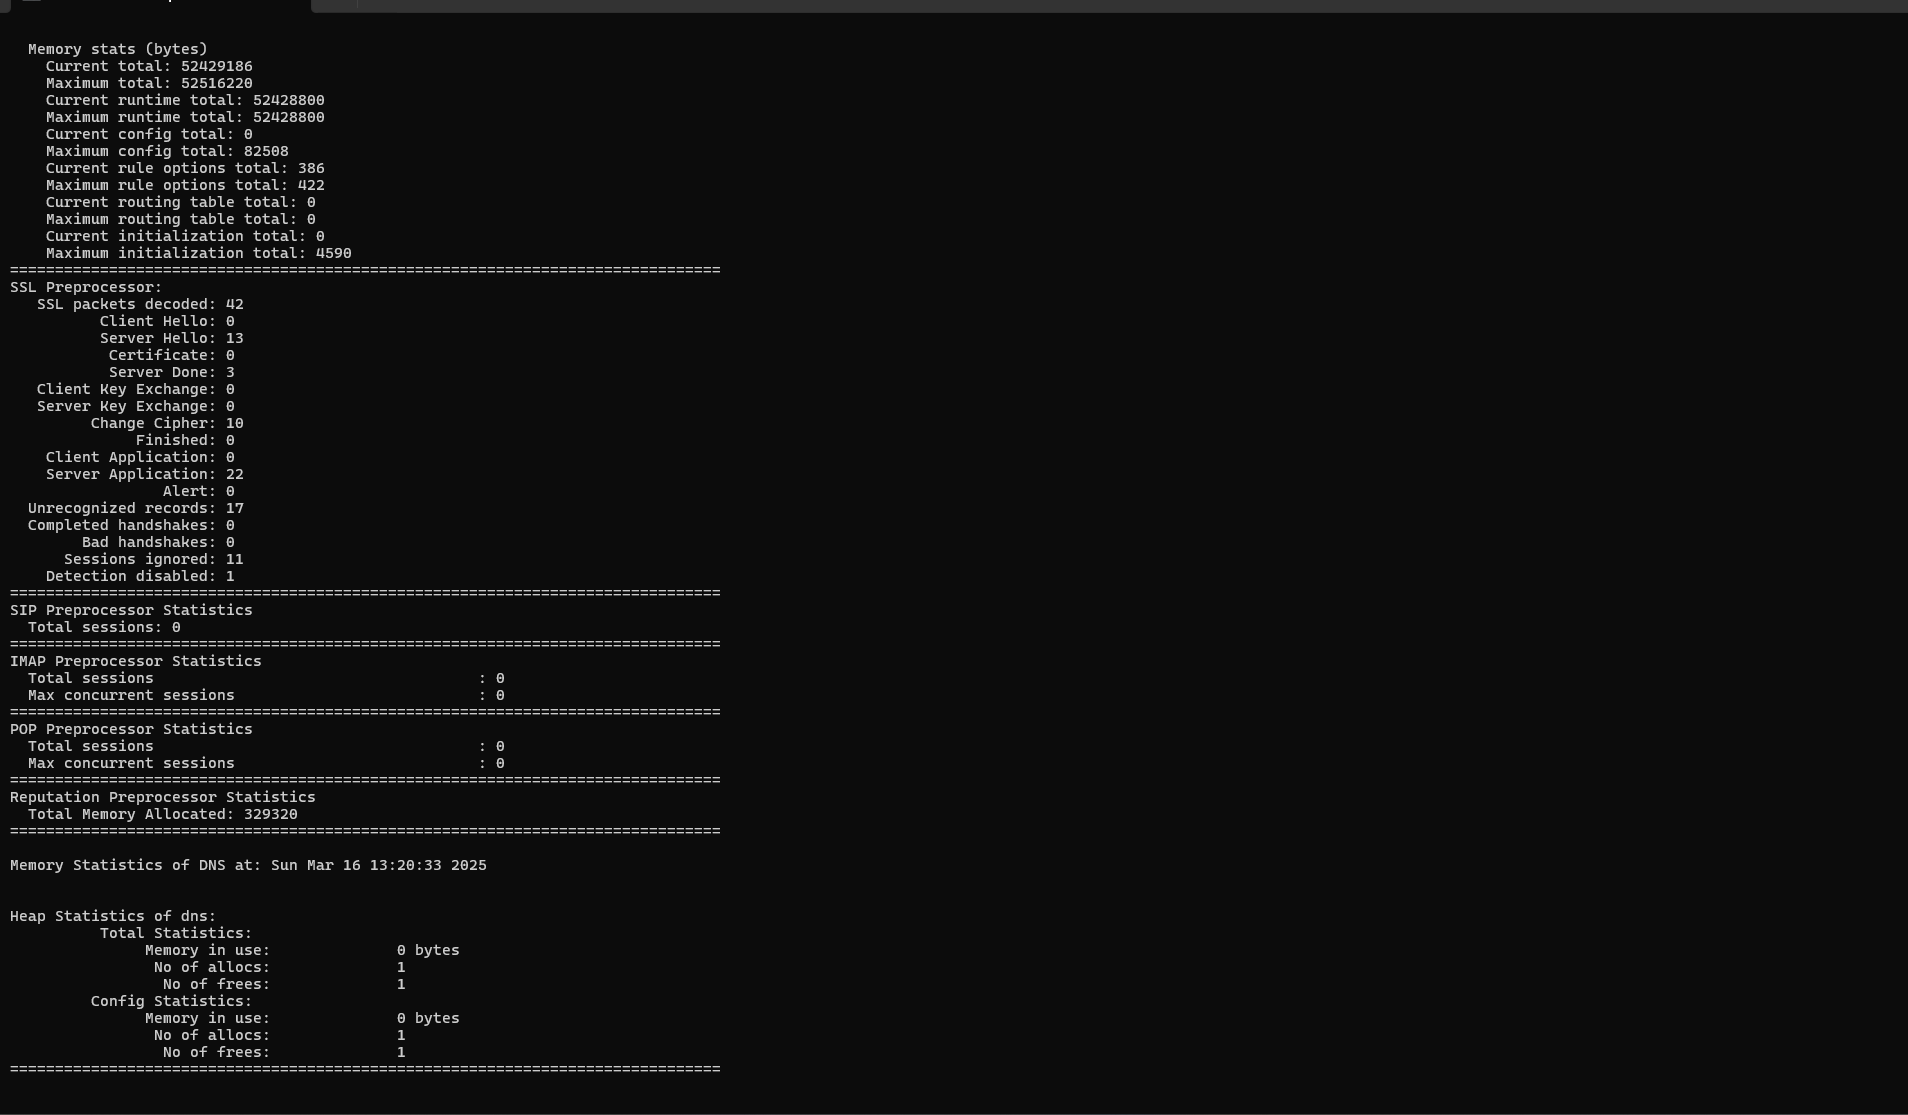 Memory stats (bytes)
Current total: 52429186
Maximum total: 52516220
Current runtime total: 52428800
Maximum runtime total: 52428800
Current config total: 0
Maximum config total: 82508
Current rule options total: 386
Maximum rule options total: 422
Current routing table total: 0
Maximum routing table total: 0
Current initialization total: 0
Maximum initialization total: 4590
===============================================================================
SSL Preprocessor:
SSL packets decoded: 42
Client Hello: 0
Server Hello: 13
Certificate: 0
Server Done: 3
Client Key Exchange: 0
Server Key Exchange: 0
Change Cipher: 10
Finished: 0
Client Application: 0
Server Application: 22
Alert: 0
Unrecognized records: 17
Completed handshakes: 0
Bad handshakes: 0
Sessions ignored: 11
Detection disabled: 1
===============================================================================
SIP Preprocessor Statistics
Total sessions: 0
===============================================================================
IMAP Preprocessor Statistics
Total sessions : 0
Max concurrent sessions : 0
===============================================================================
POP Preprocessor Statistics
Total sessions : 0
Max concurrent sessions : 0
===============================================================================
Reputation Preprocessor Statistics
Total Memory Allocated: 329320
===============================================================================
Memory Statistics of DNS at: Sun Mar 16 13:20:33 2025
Heap Statistics of dns:
Total Statistics:
Memory in use: 0 bytes
No of allocs: 1
No of frees: 1
Config Statistics:
Memory in use: 0 bytes
No of allocs: 1
No of frees: 1
===============================================================================